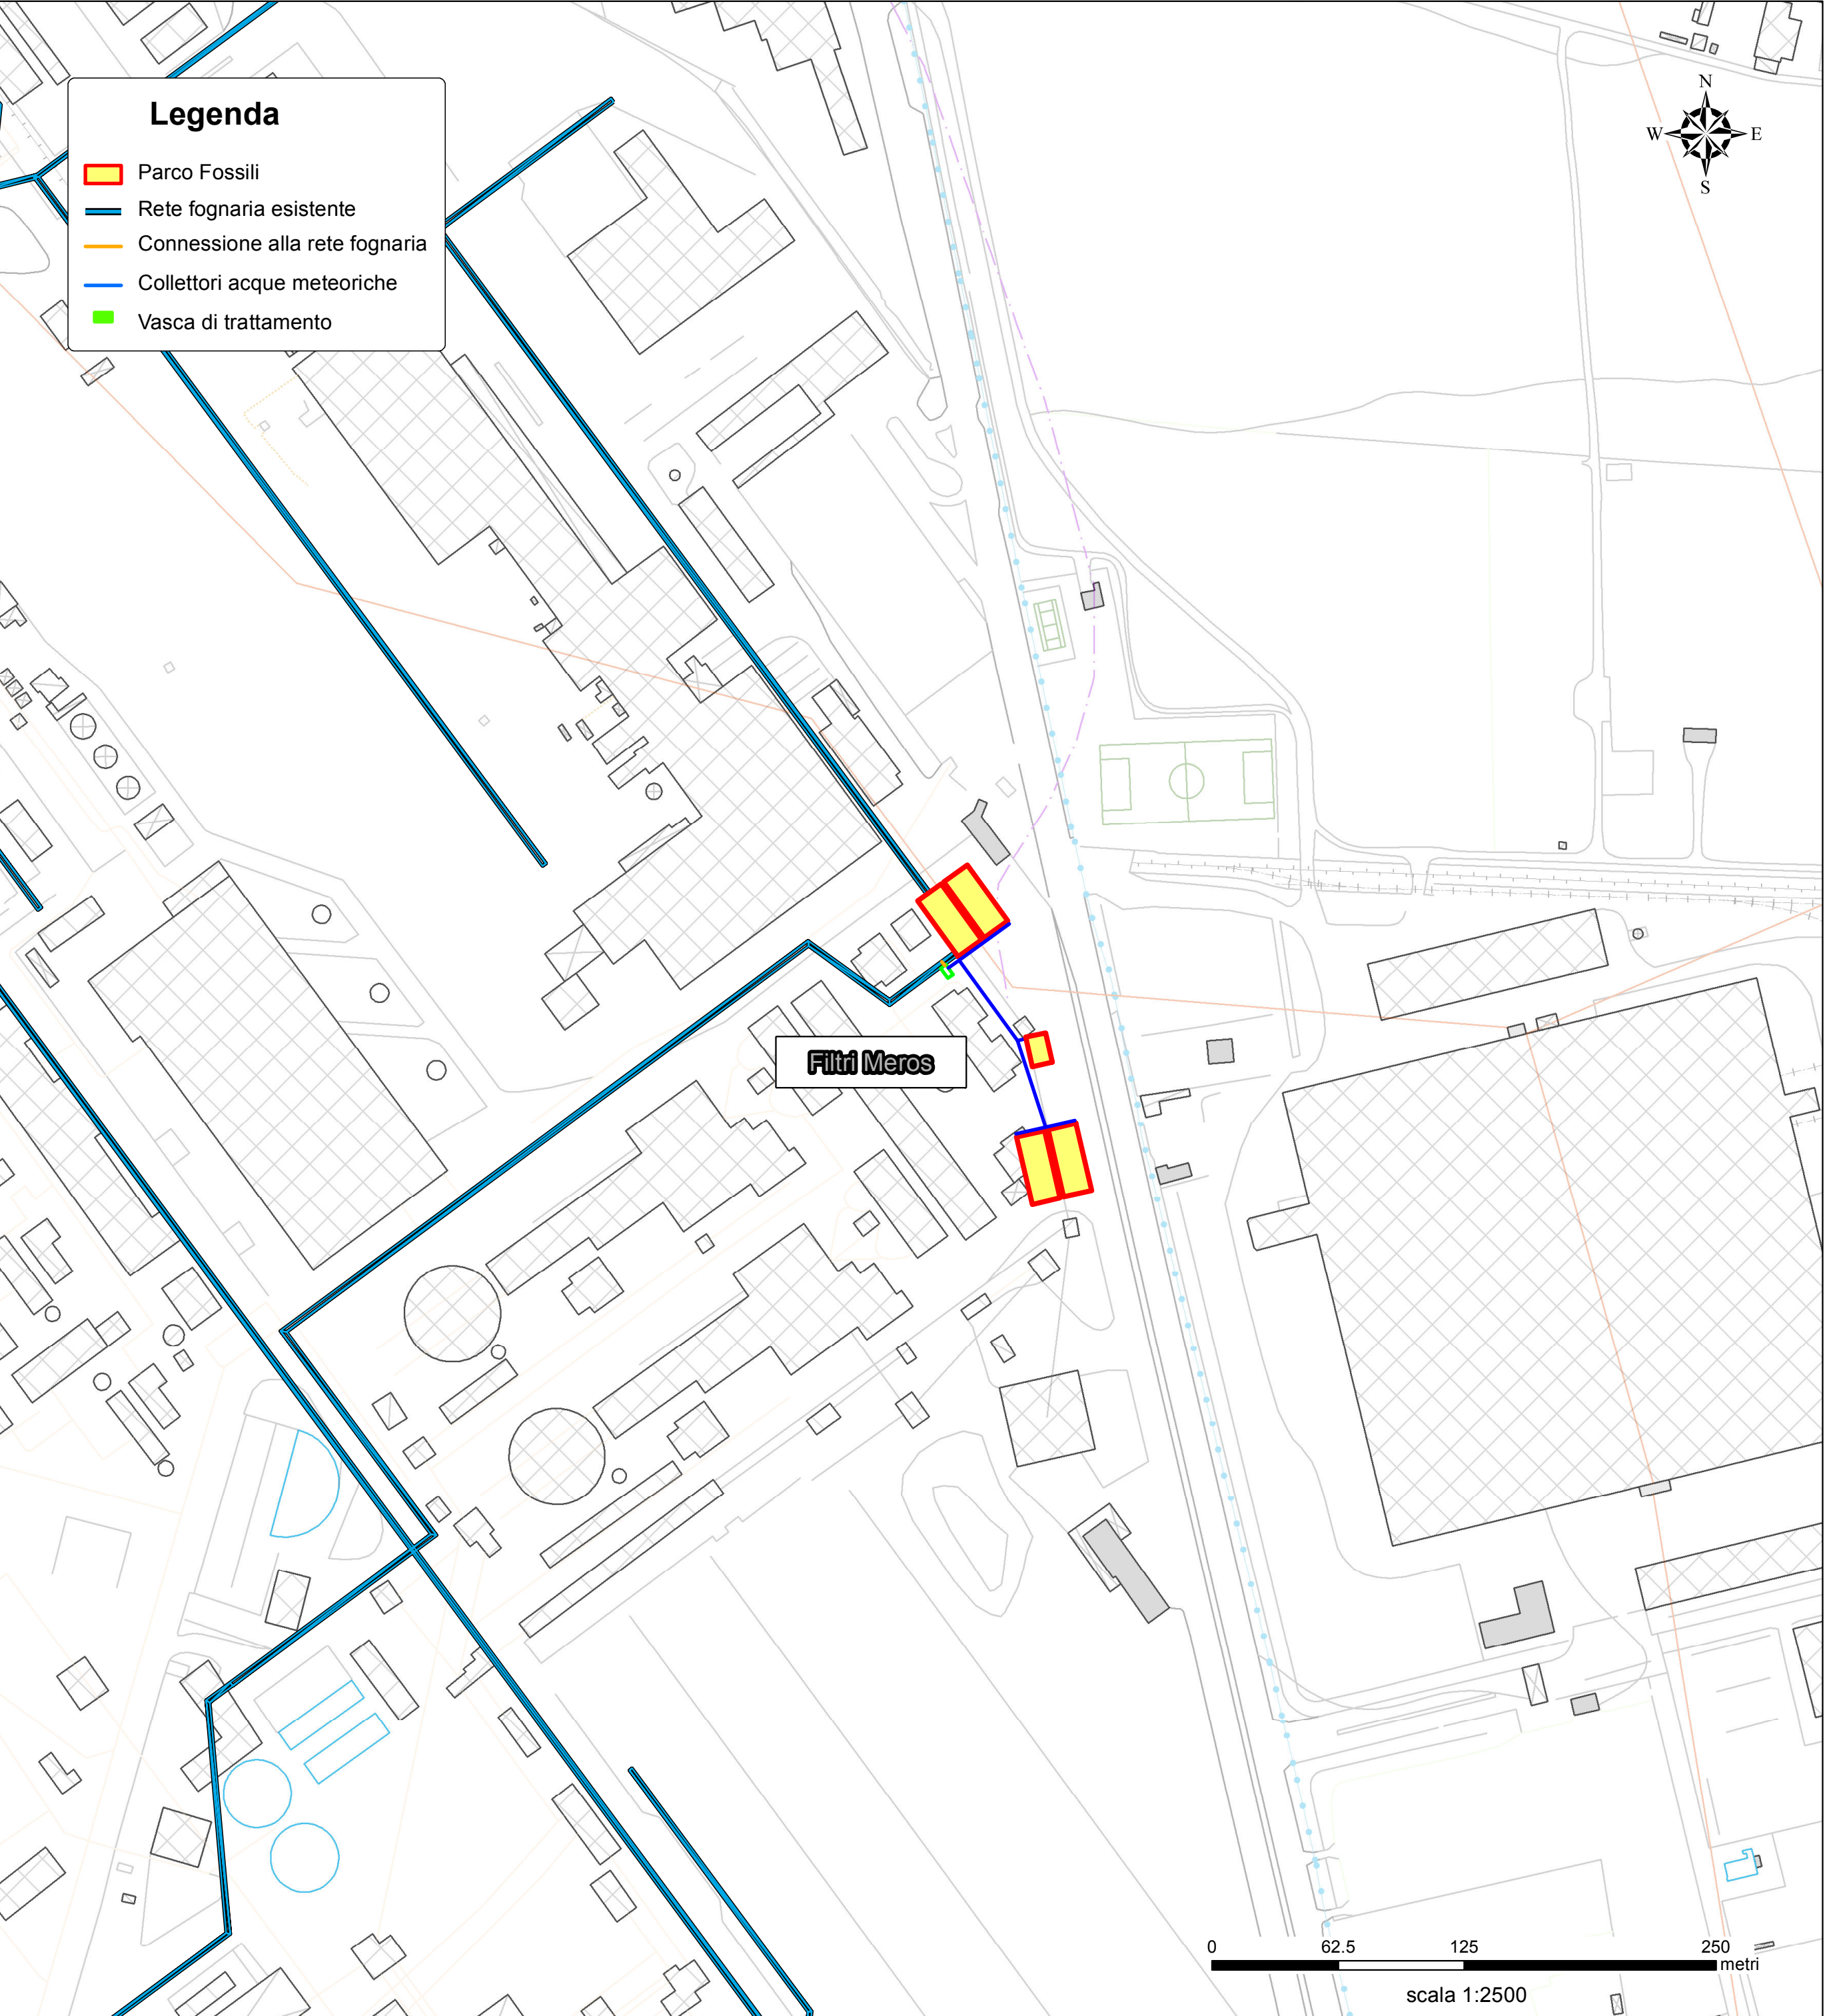 Legenda
Parco Fossili
Rete fognaria esistente
Connessione alla rete fognaria
Collettori acque meteoriche
Vasca di trattamento
N
W E
S
Filtri Meros
0 62.5 125 250
metri
scala 1:2500